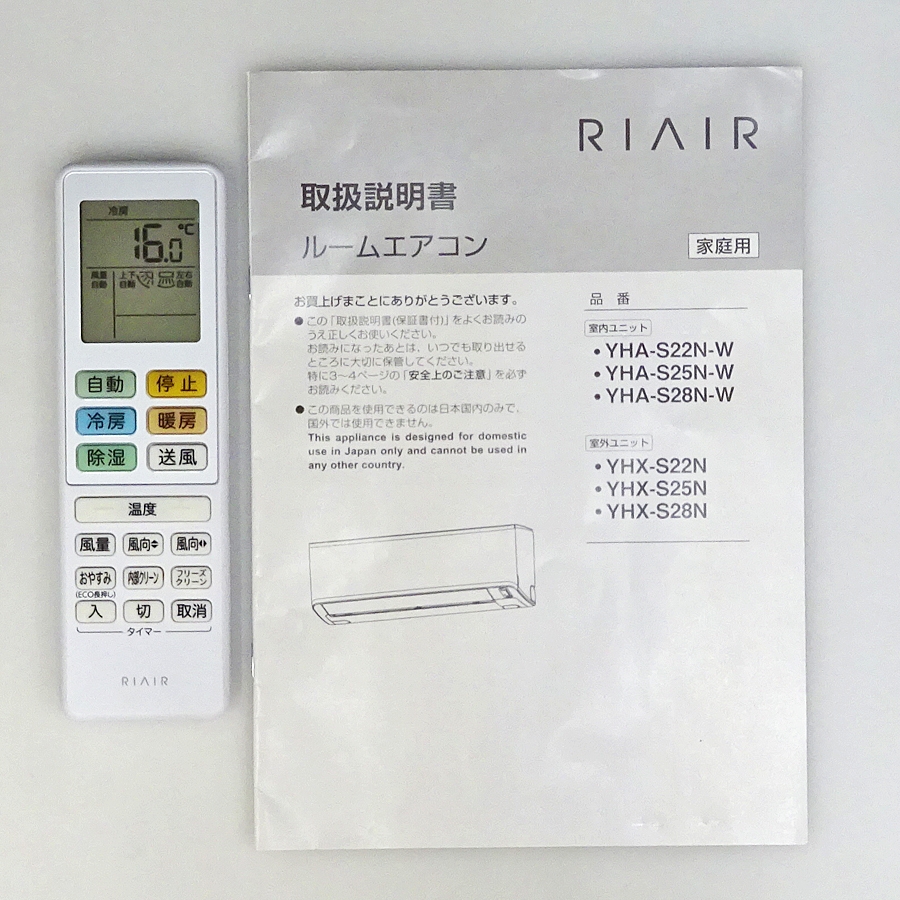 冷房
16.0℃
風量 上下 左右
自動 自動 自動
自動 停止
冷房 暖房
除湿 送風
温度
風量 風向 風向
おやすみ 内部クリーン フリーズクリーン
(ECO長押し)
入 切 取消
タイマー
RIAIR
RIAIR
取扱説明書
ルームエアコン 家庭用
お買上げまことにありがとうございます。
●この「取扱説明書(保証書付)」をよくお読みの
うえ正しくお使いください。
お読みになったあとは、いつでも取り出せる
ところに大切に保管してください。
特に3~4ページの「安全上のご注意」を必ず
お読みください。
●この商品を使用できるのは日本国内のみで、
国外では使用できません。
This appliance is designed for domestic
use in Japan only and cannot be used in
any other country.
品番
室内ユニット
•YHA-S22N-W
•YHA-S25N-W
•YHA-S28N-W
室外ユニット
•YHX-S22N
•YHX-S25N
•YHX-S28N